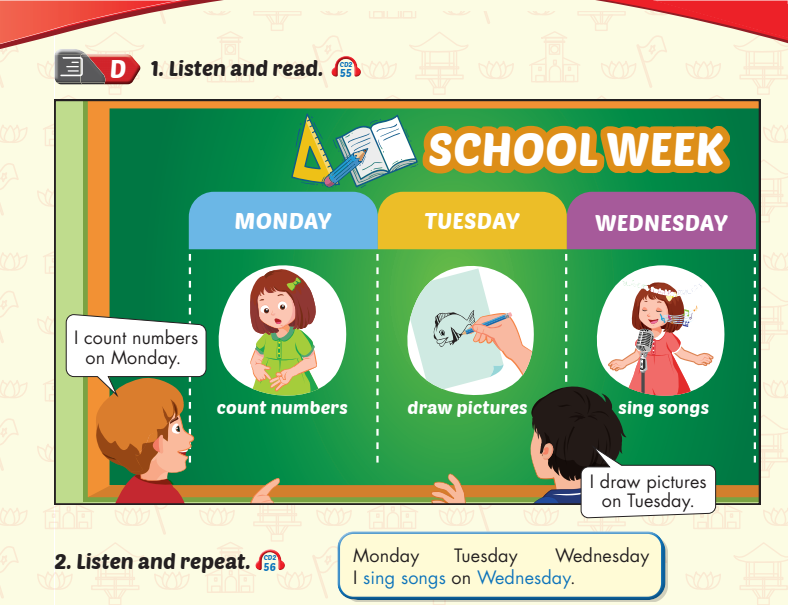 D 1. Listen and read. CD2 55
SCHOOL WEEK
MONDAY TUESDAY WEDNESDAY
I count numbers
on Monday.
count numbers draw pictures sing songs
I draw pictures
on Tuesday.
2. Listen and repeat. CD2 56
Monday Tuesday Wednesday
I sing songs on Wednesday.